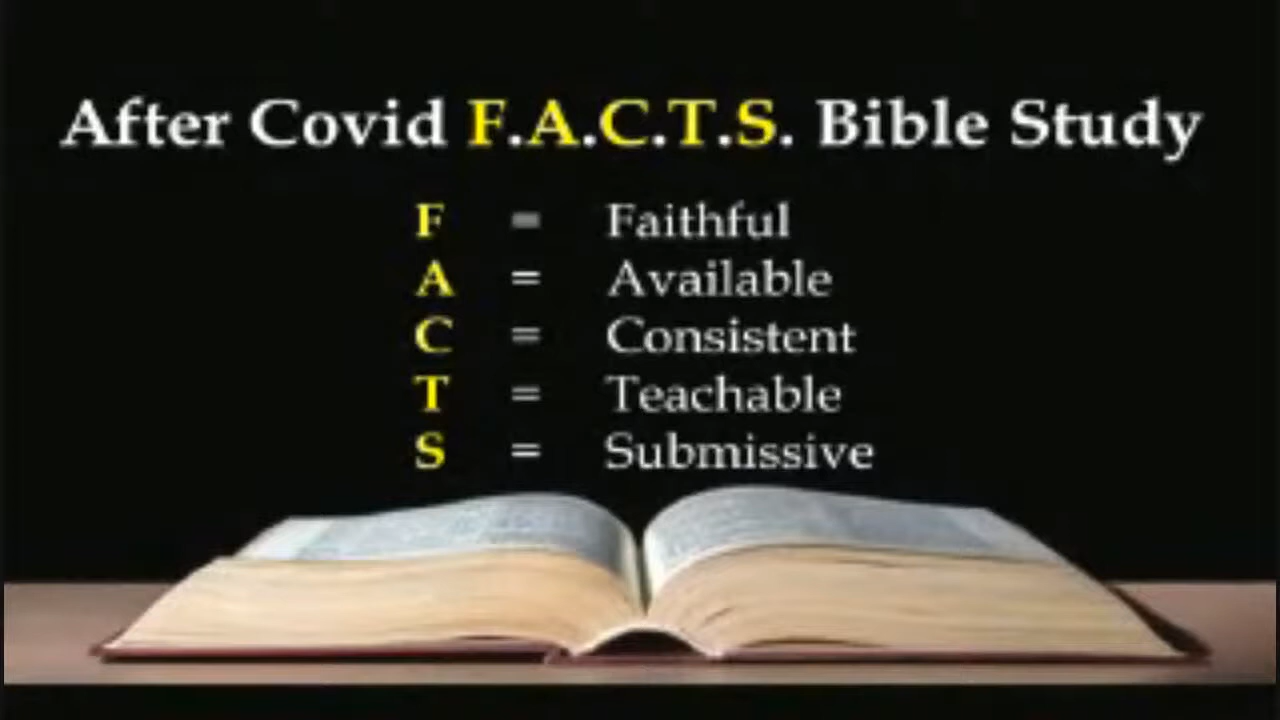 After Covid F.A.C.T.S. Bible Study
F = Faithful
A = Available
C = Consistent
T = Teachable
S = Submissive